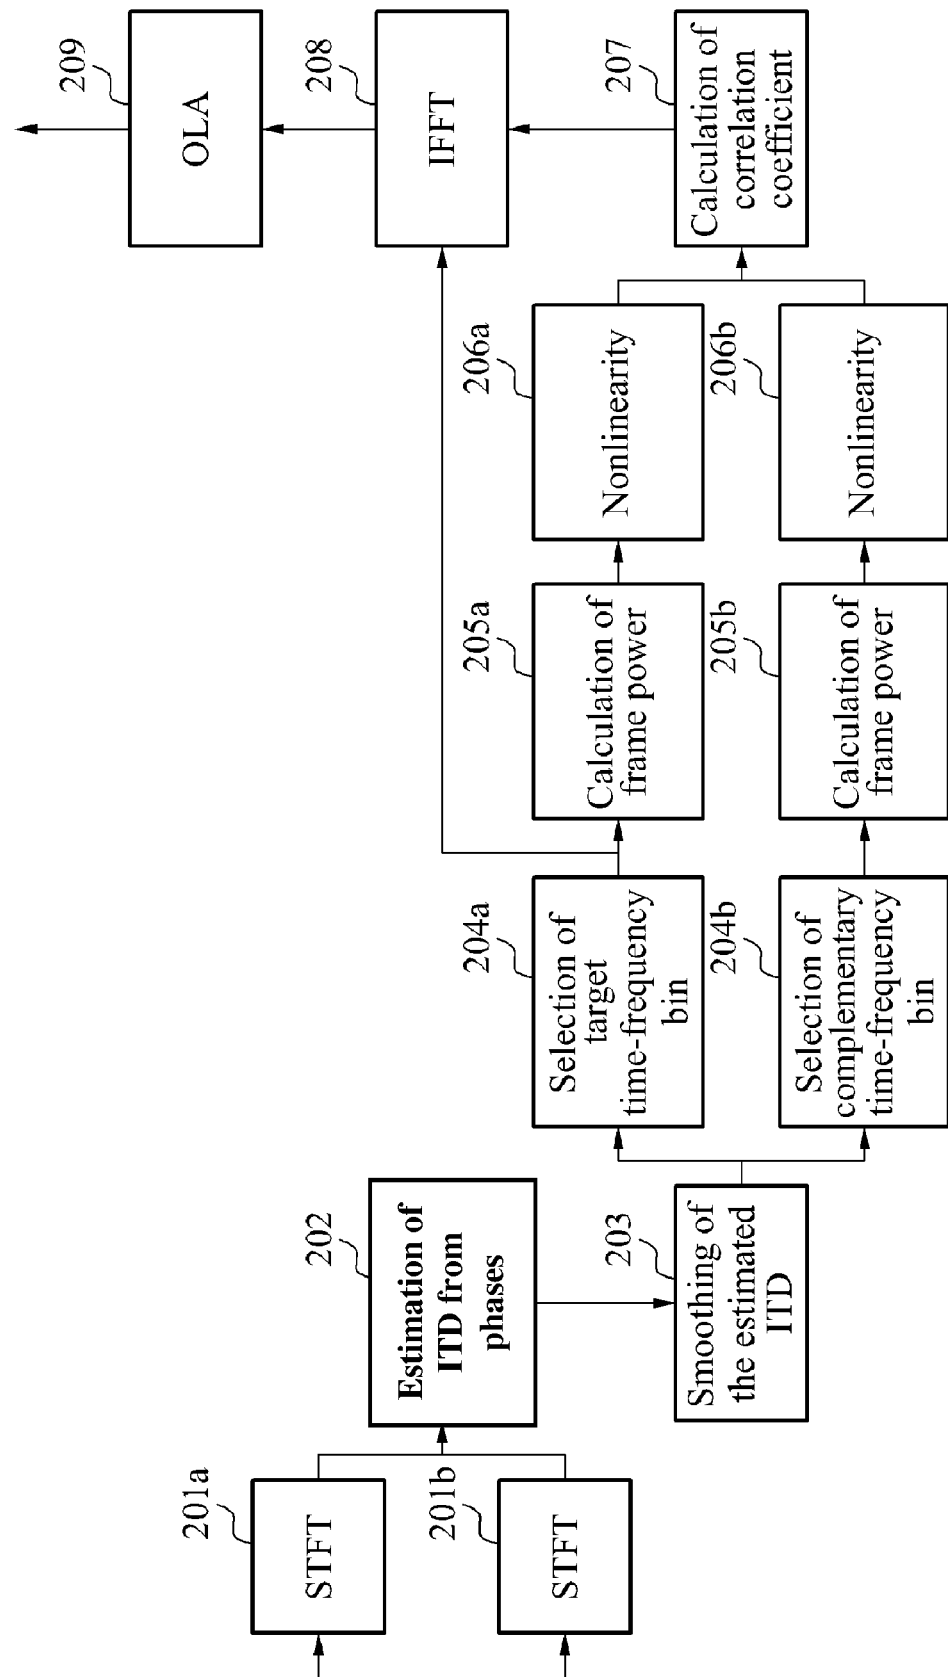 201a
STFT
201b
STFT
202
Estimation of
ITD from
phases
203
Smoothing of
the estimated
ITD
204a
Selection of
target
time-frequency
bin
204b
Selection of
complementary
time-frequency
bin
205a
Calculation of
frame power
205b
Calculation of
frame power
206a
Nonlinearity
206b
Nonlinearity
207
Calculation of
correlation
coefficient
208
IFFT
209
OLA